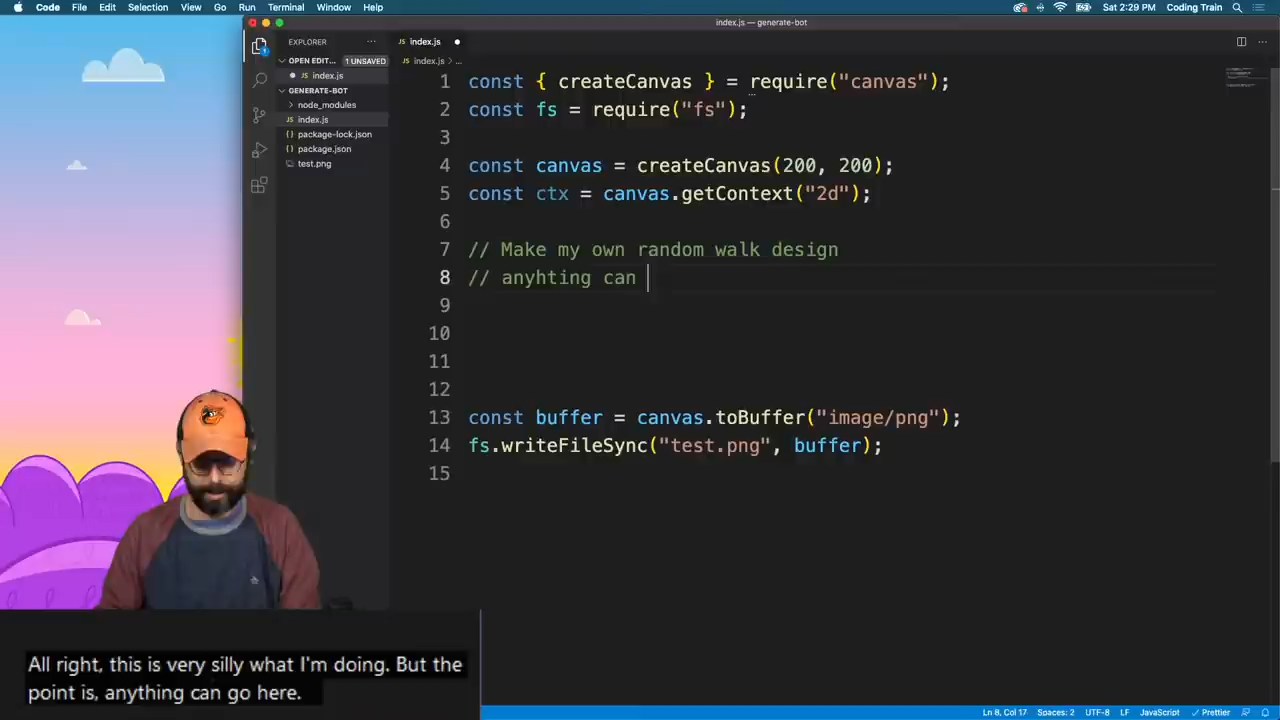 Code File Edit Selection View Go Run Terminal Window Help Sat 2:29 PM Coding Train
index.js — generate-bot
EXPLORER ···
index.js ●
OPEN EDIT... 1 UNSAVED
index.js > ...
● index.js
GENERATE-BOT
> node_modules
index.js
{} package-lock.json
{} package.json
test.png
1 const { createCanvas } = require("canvas");
2 const fs = require("fs");
3
4 const canvas = createCanvas(200, 200);
5 const ctx = canvas.getContext("2d");
6
7 // Make my own random walk design
8 // anyhting can
9
10
11
12
13 const buffer = canvas.toBuffer("image/png");
14 fs.writeFileSync("test.png", buffer);
15
All right, this is very silly what I'm doing. But the
point is, anything can go here.
Ln 8, Col 17 Spaces: 2 UTF-8 LF JavaScript ✓ Prettier